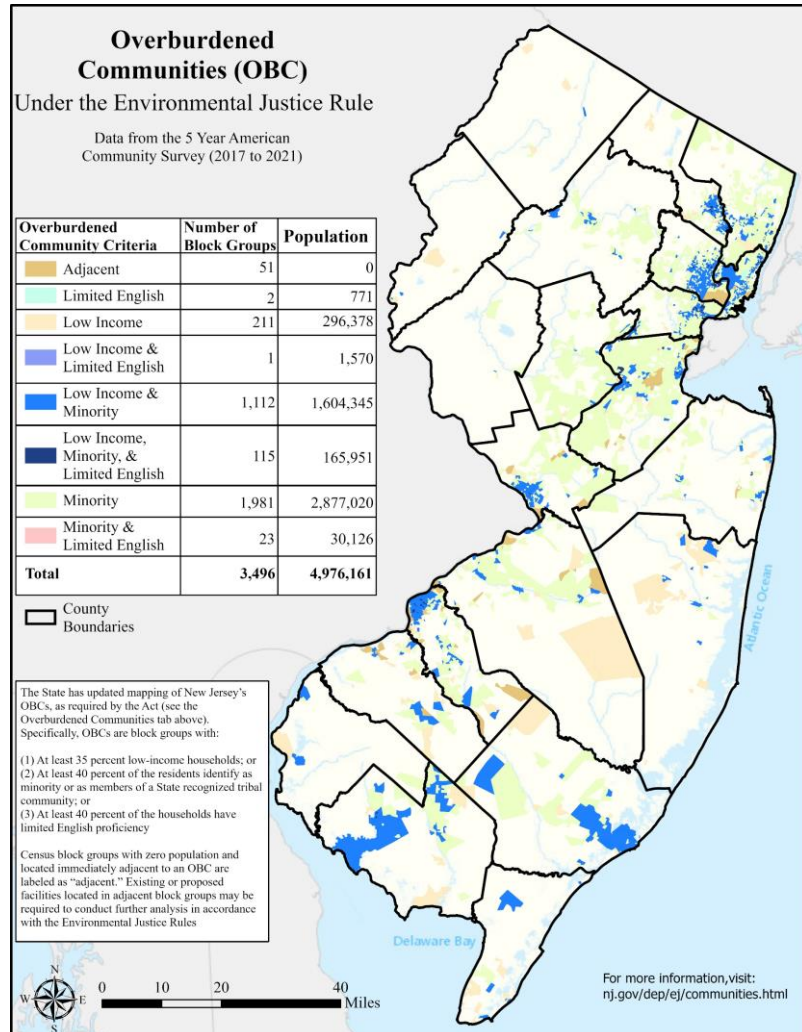 Overburdened
Communities (OBC)
Under the Environmental Justice Rule
Data from the 5 Year American
Community Survey (2017 to 2021)
Overburdened Community Criteria Number of Block Groups Population
Adjacent 51 0
Limited English 2 771
Low Income 211 296,378
Low Income & Limited English 1 1,570
Low Income & Minority 1,112 1,604,345
Low Income, Minority, & Limited English 115 165,951
Minority 1,981 2,877,020
Minority & Limited English 23 30,126
Total 3,496 4,976,161
County
Boundaries
The State has updated mapping of New Jersey's
OBCs, as required by the Act (see the
Overburdened Communities tab above).
Specifically, OBCs are block groups with:
(1) At least 35 percent low-income households; or
(2) At least 40 percent of the residents identify as
minority or as members of a State recognized tribal
community; or
(3) At least 40 percent of the households have
limited English proficiency
Census block groups with zero population and
located immediately adjacent to an OBC are
labeled as “adjacent.” Existing or proposed
facilities located in adjacent block groups may be
required to conduct further analysis in accordance
with the Environmental Justice Rules
Atlantic Ocean
Delaware Bay
N
W E
S
0 10 20 40
Miles
For more information,visit:
nj.gov/dep/ej/communities.html